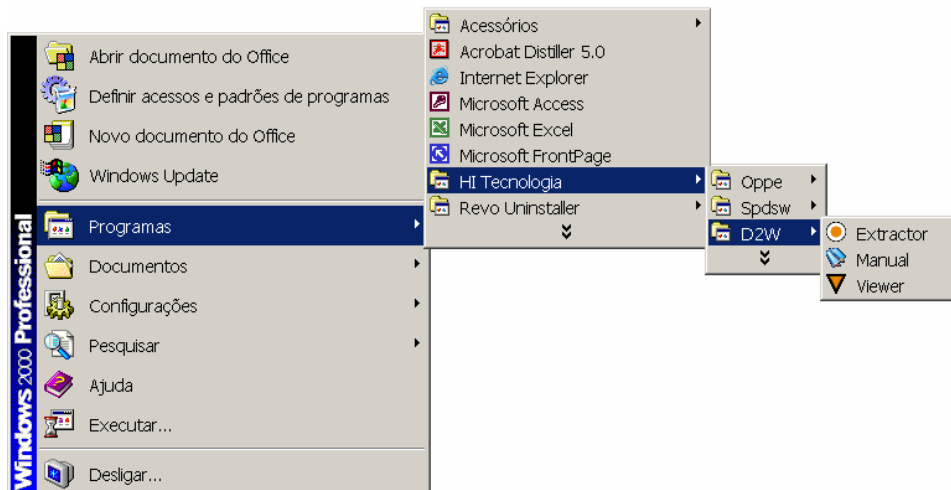 Windows 2000 Professional
Abrir documento do Office
Definir acessos e padrões de programas
Novo documento do Office
Windows Update
Programas
Documentos
Configurações
Pesquisar
Ajuda
Executar...
Desligar...
Acessórios
Acrobat Distiller 5.0
Internet Explorer
Microsoft Access
Microsoft Excel
Microsoft FrontPage
HI Tecnologia
Revo Uninstaller
Oppe
Spdsw
D2W
Extractor
Manual
Viewer